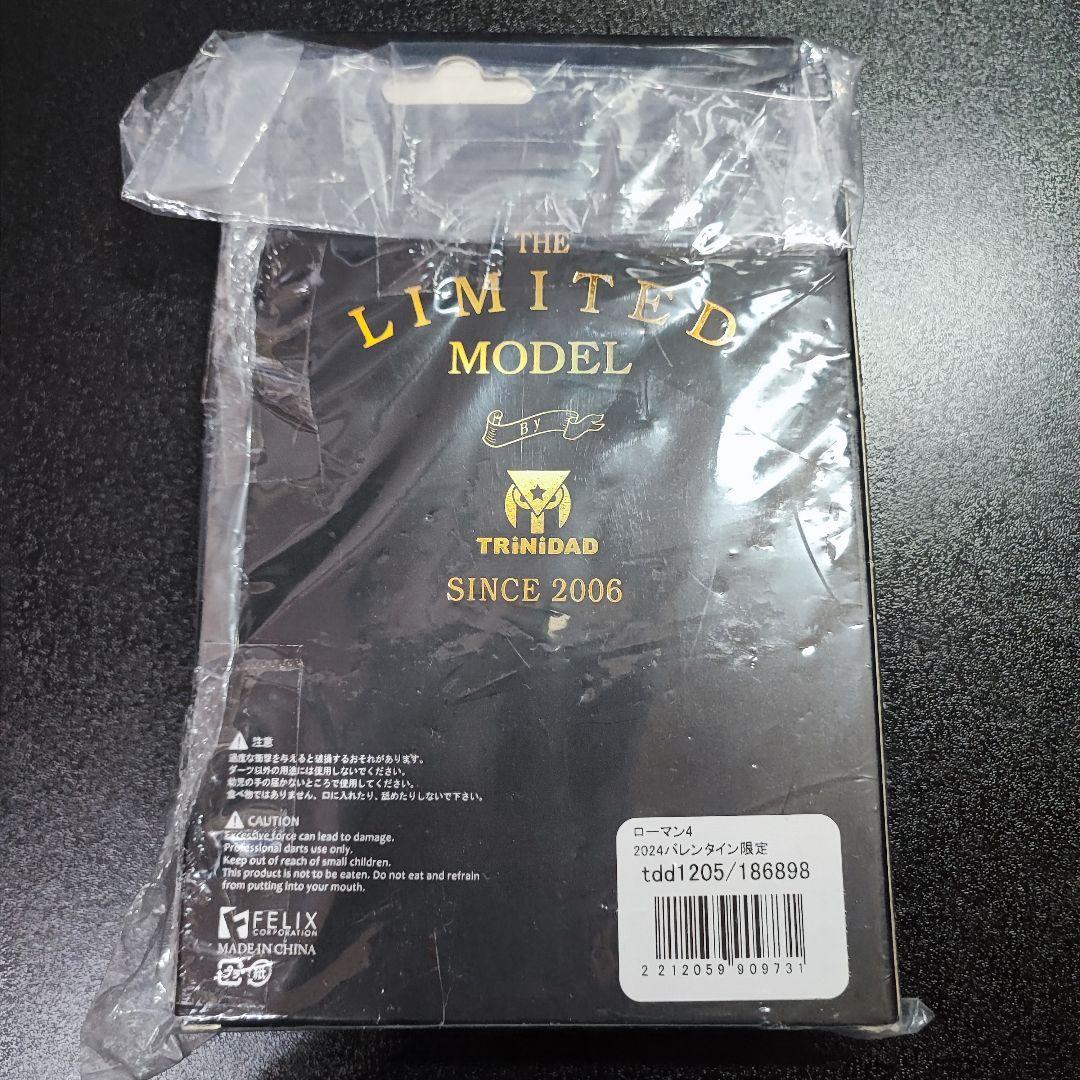 THE
LIMITED
MODEL
BY
TRiNiDAD
SINCE 2006
注意
過度な衝撃を与えると破損するおそれがあります。
ダーツ以外の用途には使用しないでください。
幼児の手の届かないところで使用してください。
食べ物ではありません。口に入れたり、舐めたりしないで下さい。
CAUTION
Excessive force can lead to damage.
Professional darts use only.
Keep out of reach of small children.
This product is not to be eaten. Do not eat and refrain
from putting into your mouth.
FELIX
CORPORATION
MADE IN CHINA
プラ 紙
ローマン4
2024バレンタイン限定
tdd1205/186898
2 212059 909731